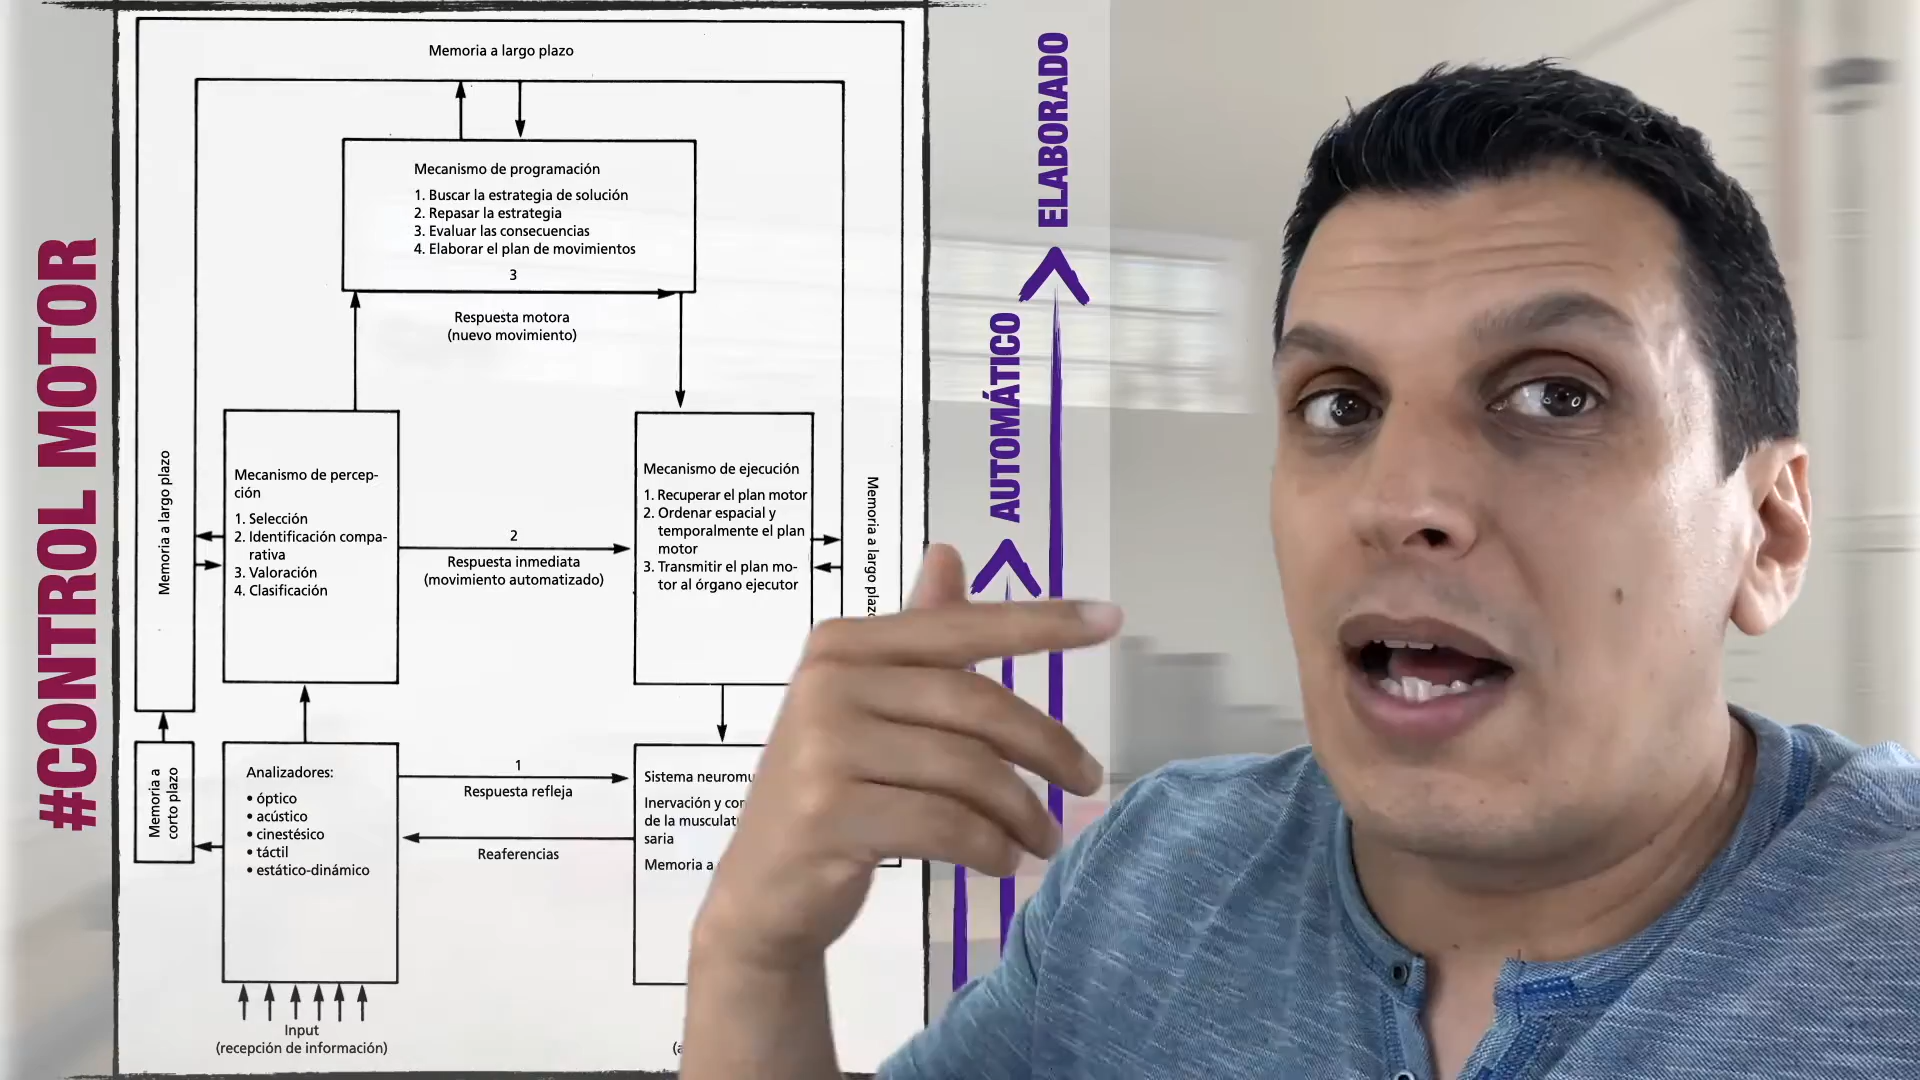 #CONTROL MOTOR
Memoria a largo plazo
Mecanismo de programación
1. Buscar la estrategia de solución
2. Repasar la estrategia
3. Evaluar las consecuencias
4. Elaborar el plan de movimientos
3
Respuesta motora
(nuevo movimiento)
Memoria a largo plazo
Mecanismo de percep-
ción
1. Selección
2. Identificación compa-
rativa
3. Valoración
4. Clasificación
2
Respuesta inmediata
(movimiento automatizado)
Mecanismo de ejecución
1. Recuperar el plan motor
2. Ordenar espacial y
temporalmente el plan
motor
3. Transmitir el plan mo-
tor al órgano ejecutor
Memoria a largo
Memoria a
corto plazo
Analizadores:
• óptico
• acústico
• cinestésico
• táctil
• estático-dinámico
1
Respuesta refleja
Reaferencias
Sistema
Inervación y
de la
saria
Memoria a
Input
(recepción de información)
AUTOMÁTICO
ELABORADO